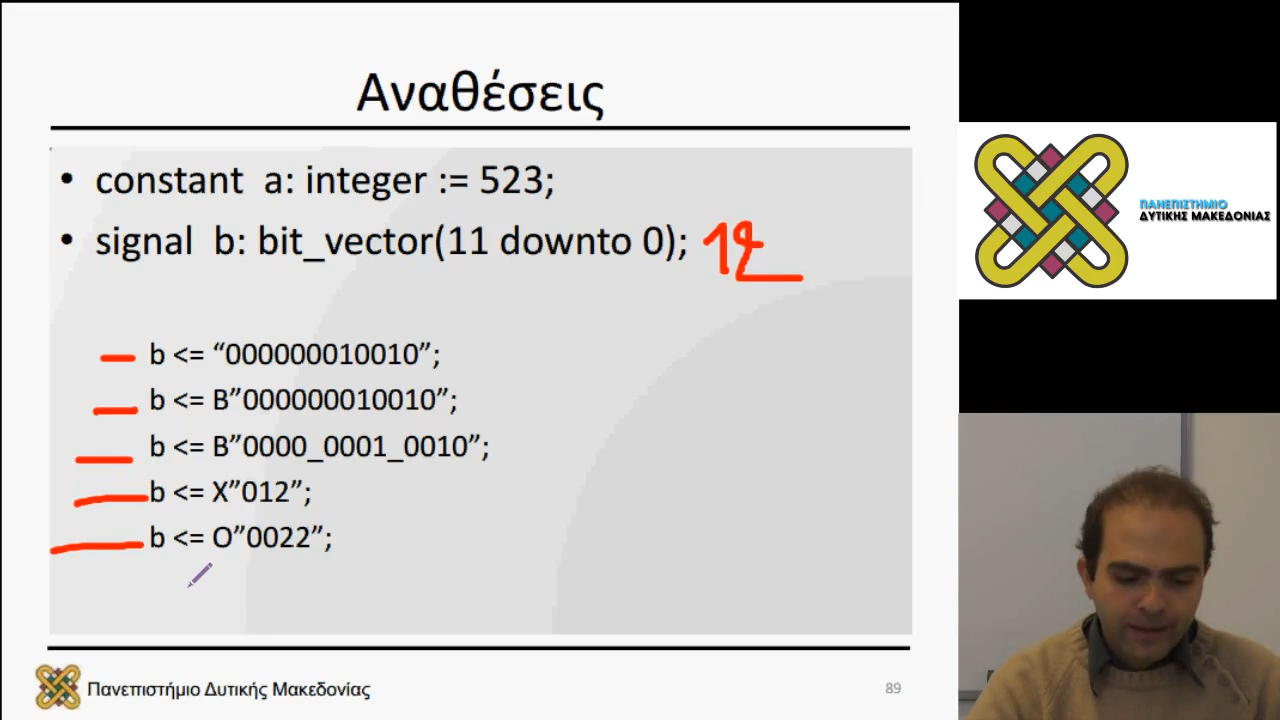 Αναθέσεις
• constant a: integer := 523;
• signal b: bit_vector(11 downto 0); 12
b <= “000000010010”;
b <= B”000000010010”;
b <= B”0000_0001_0010”;
b <= X”012”;
b <= O”0022”;
Πανεπιστήμιο Δυτικής Μακεδονίας
89
ΠΑΝΕΠΙΣΤΗΜΙΟ
ΔΥΤΙΚΗΣ ΜΑΚΕΔΟΝΙΑΣ